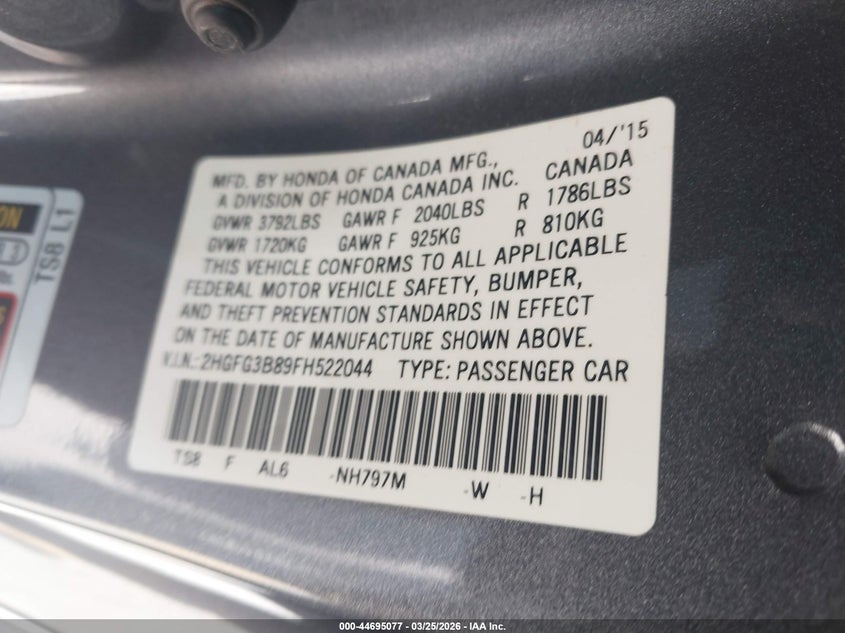 04/'15
MFD. BY HONDA OF CANADA MFG.,
A DIVISION OF HONDA CANADA INC. CANADA
GVWR 3792LBS GAWR F 2040LBS R 1786LBS
GVWR 1720KG GAWR F 925KG R 810KG
THIS VEHICLE CONFORMS TO ALL APPLICABLE
FEDERAL MOTOR VEHICLE SAFETY, BUMPER,
AND THEFT PREVENTION STANDARDS IN EFFECT
ON THE DATE OF MANUFACTURE SHOWN ABOVE.
V.I.N.:2HGFG3B89FH522044 TYPE:PASSENGER CAR
TS8 F AL6 -NH797M -W -H
ON
TS8 L1
000-44695077 — 03/25/2026 — IAA Inc.